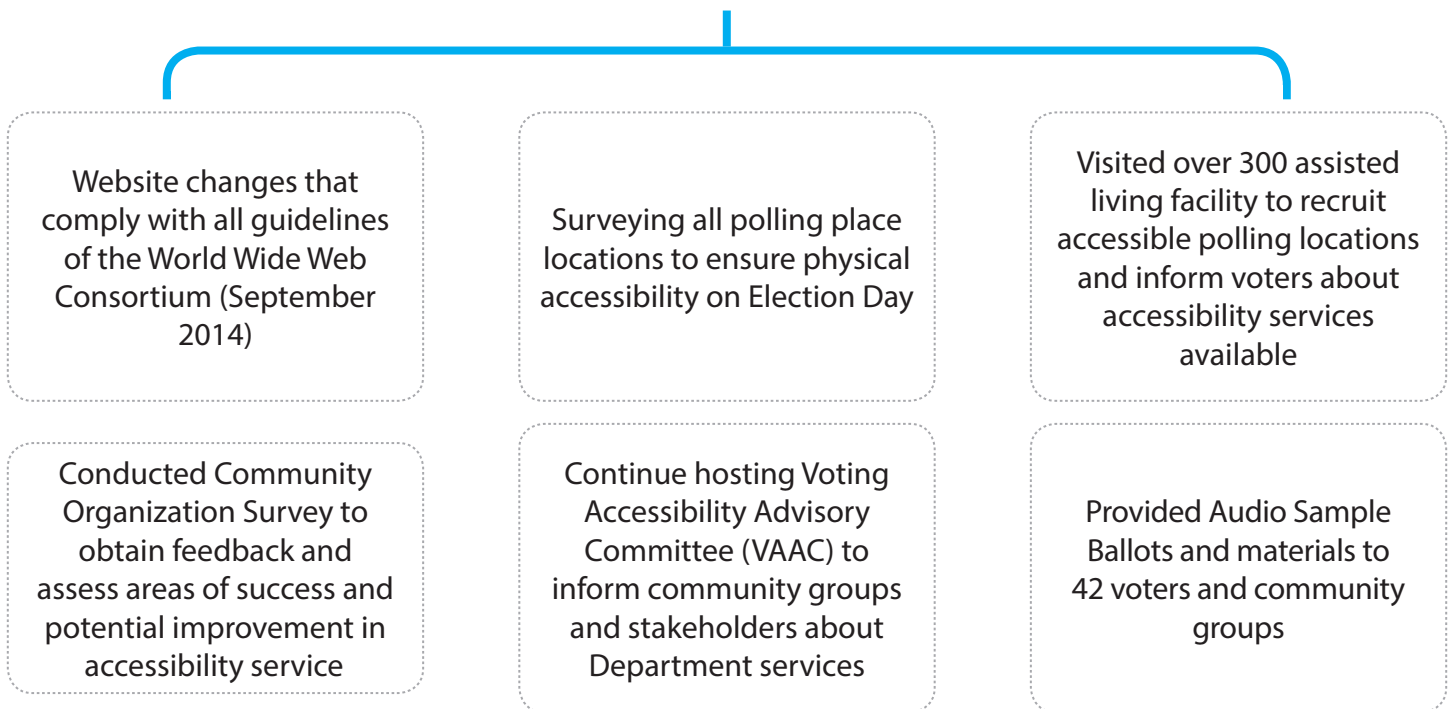 Website changes that
comply with all guidelines
of the World Wide Web
Consortium (September
2014)
Surveying all polling place
locations to ensure physical
accessibility on Election Day
Visited over 300 assisted
living facility to recruit
accessible polling locations
and inform voters about
accessibility services
available
Conducted Community
Organization Survey to
obtain feedback and
assess areas of success and
potential improvement in
accessibility service
Continue hosting Voting
Accessibility Advisory
Committee (VAAC) to
inform community groups
and stakeholders about
Department services
Provided Audio Sample
Ballots and materials to
42 voters and community
groups